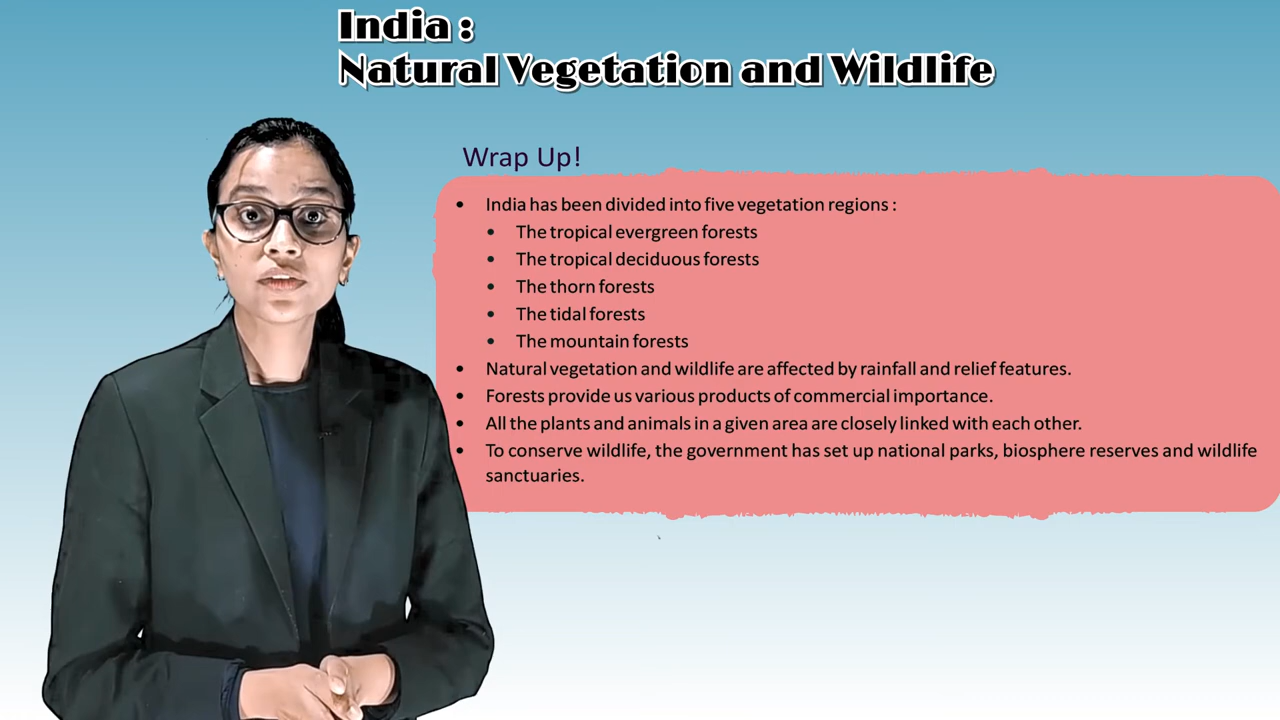 India :
Natural Vegetation and Wildlife
Wrap Up!
• India has been divided into five vegetation regions :
• The tropical evergreen forests
• The tropical deciduous forests
• The thorn forests
• The tidal forests
• The mountain forests
• Natural vegetation and wildlife are affected by rainfall and relief features.
• Forests provide us various products of commercial importance.
• All the plants and animals in a given area are closely linked with each other.
• To conserve wildlife, the government has set up national parks, biosphere reserves and wildlife
sanctuaries.